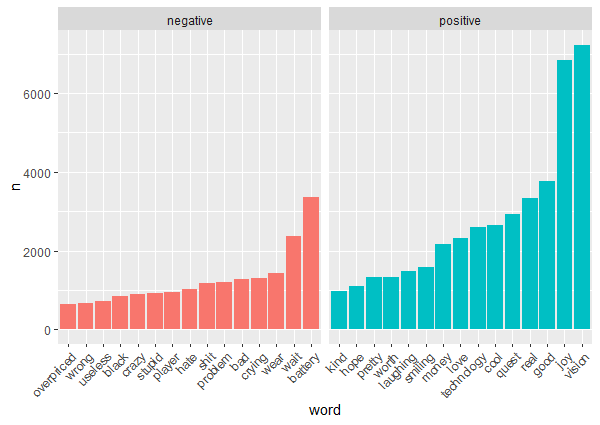 negative positive
6000
4000
2000
0
n
overpriced wrong useless black crazy stupid player hate shit problem bad crying wear wait battery
kind hope pretty worth laughing smiling money love technology cool quest real good joy vision
word